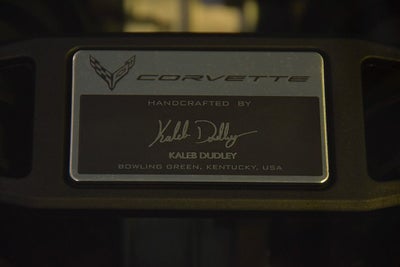 CORVETTE
HANDCRAFTED BY
Kaleb Dudley
KALEB DUDLEY
BOWLING GREEN, KENTUCKY, USA